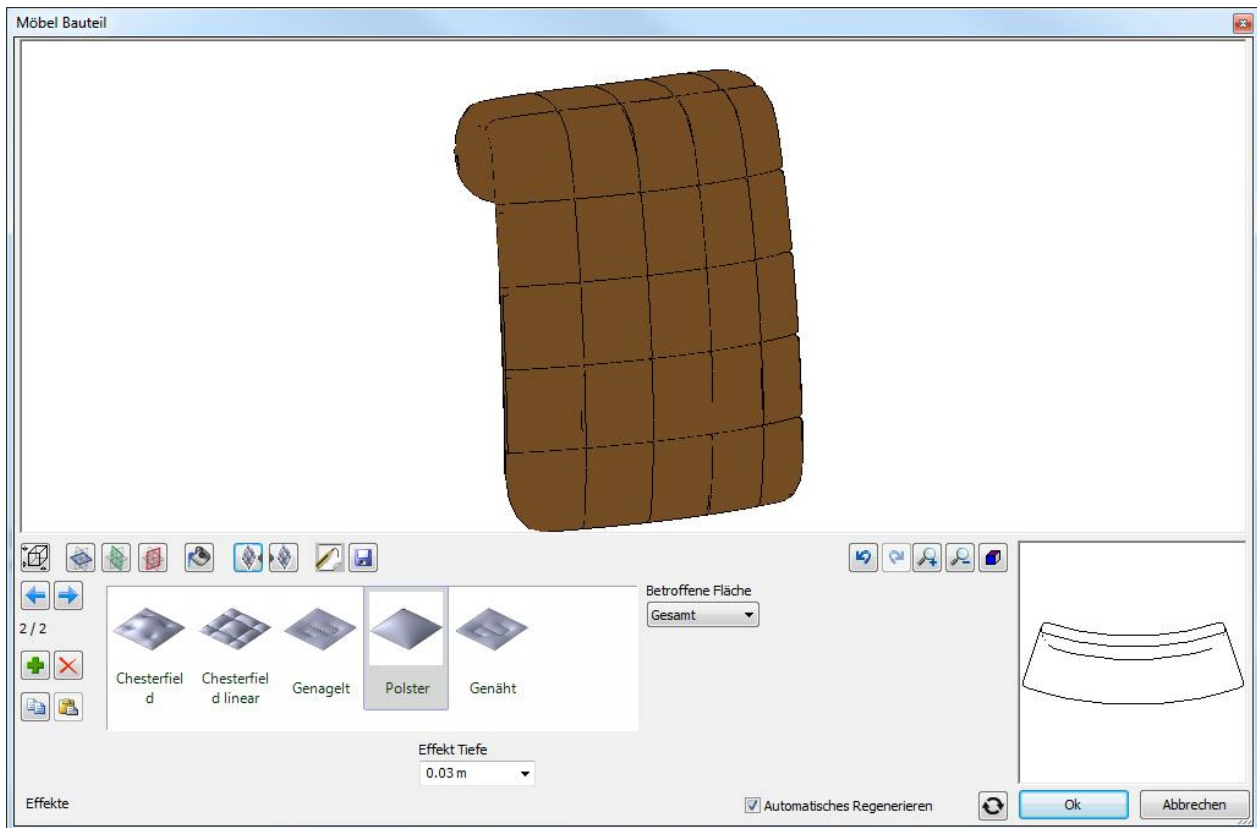 Möbel Bauteil
Betroffene Fläche
Gesamt
2 / 2
Chesterfiel
d
Chesterfiel
d linear
Genagelt
Polster
Genäht
Effekt Tiefe
0.03 m
Effekte
Automatisches Regenerieren
Ok
Abbrechen